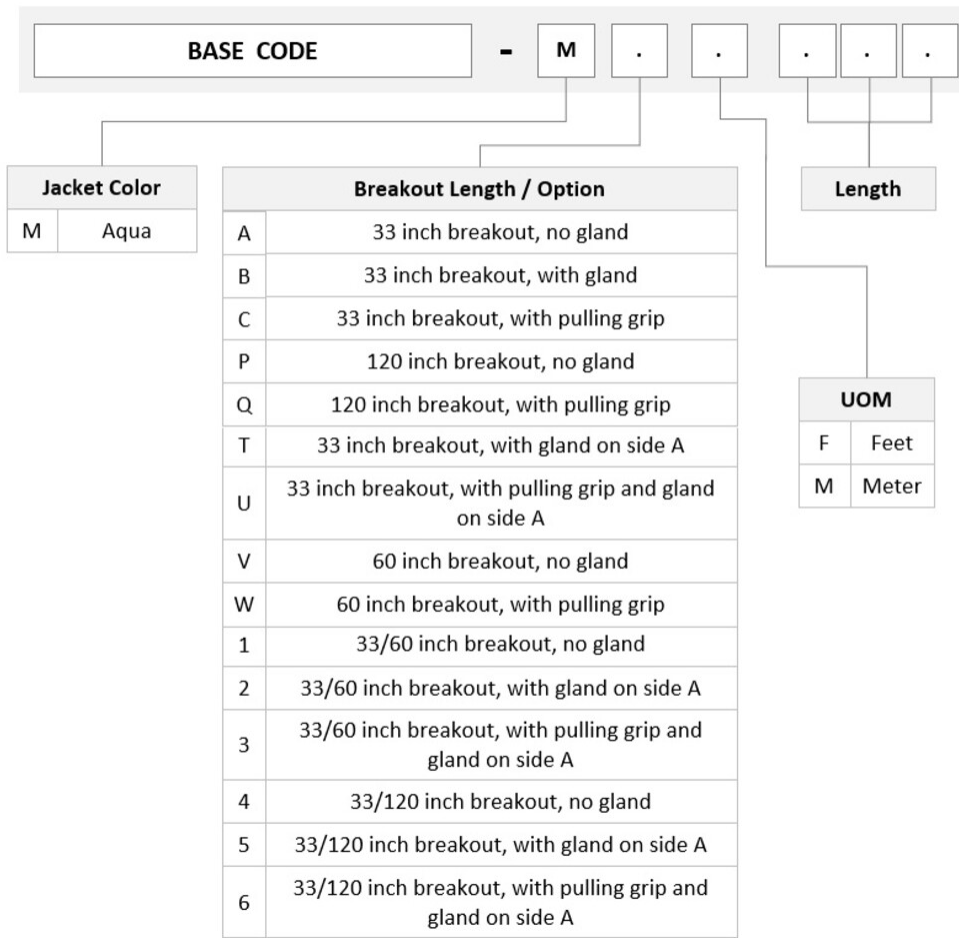 BASE CODE - M . . . . .
Jacket Color
M Aqua
Breakout Length / Option
A 33 inch breakout, no gland
B 33 inch breakout, with gland
C 33 inch breakout, with pulling grip
P 120 inch breakout, no gland
Q 120 inch breakout, with pulling grip
T 33 inch breakout, with gland on side A
U 33 inch breakout, with pulling grip and gland
on side A
V 60 inch breakout, no gland
W 60 inch breakout, with pulling grip
1 33/60 inch breakout, no gland
2 33/60 inch breakout, with gland on side A
3 33/60 inch breakout, with pulling grip and
gland on side A
4 33/120 inch breakout, no gland
5 33/120 inch breakout, with gland on side A
6 33/120 inch breakout, with pulling grip and
gland on side A
Length
UOM
F Feet
M Meter